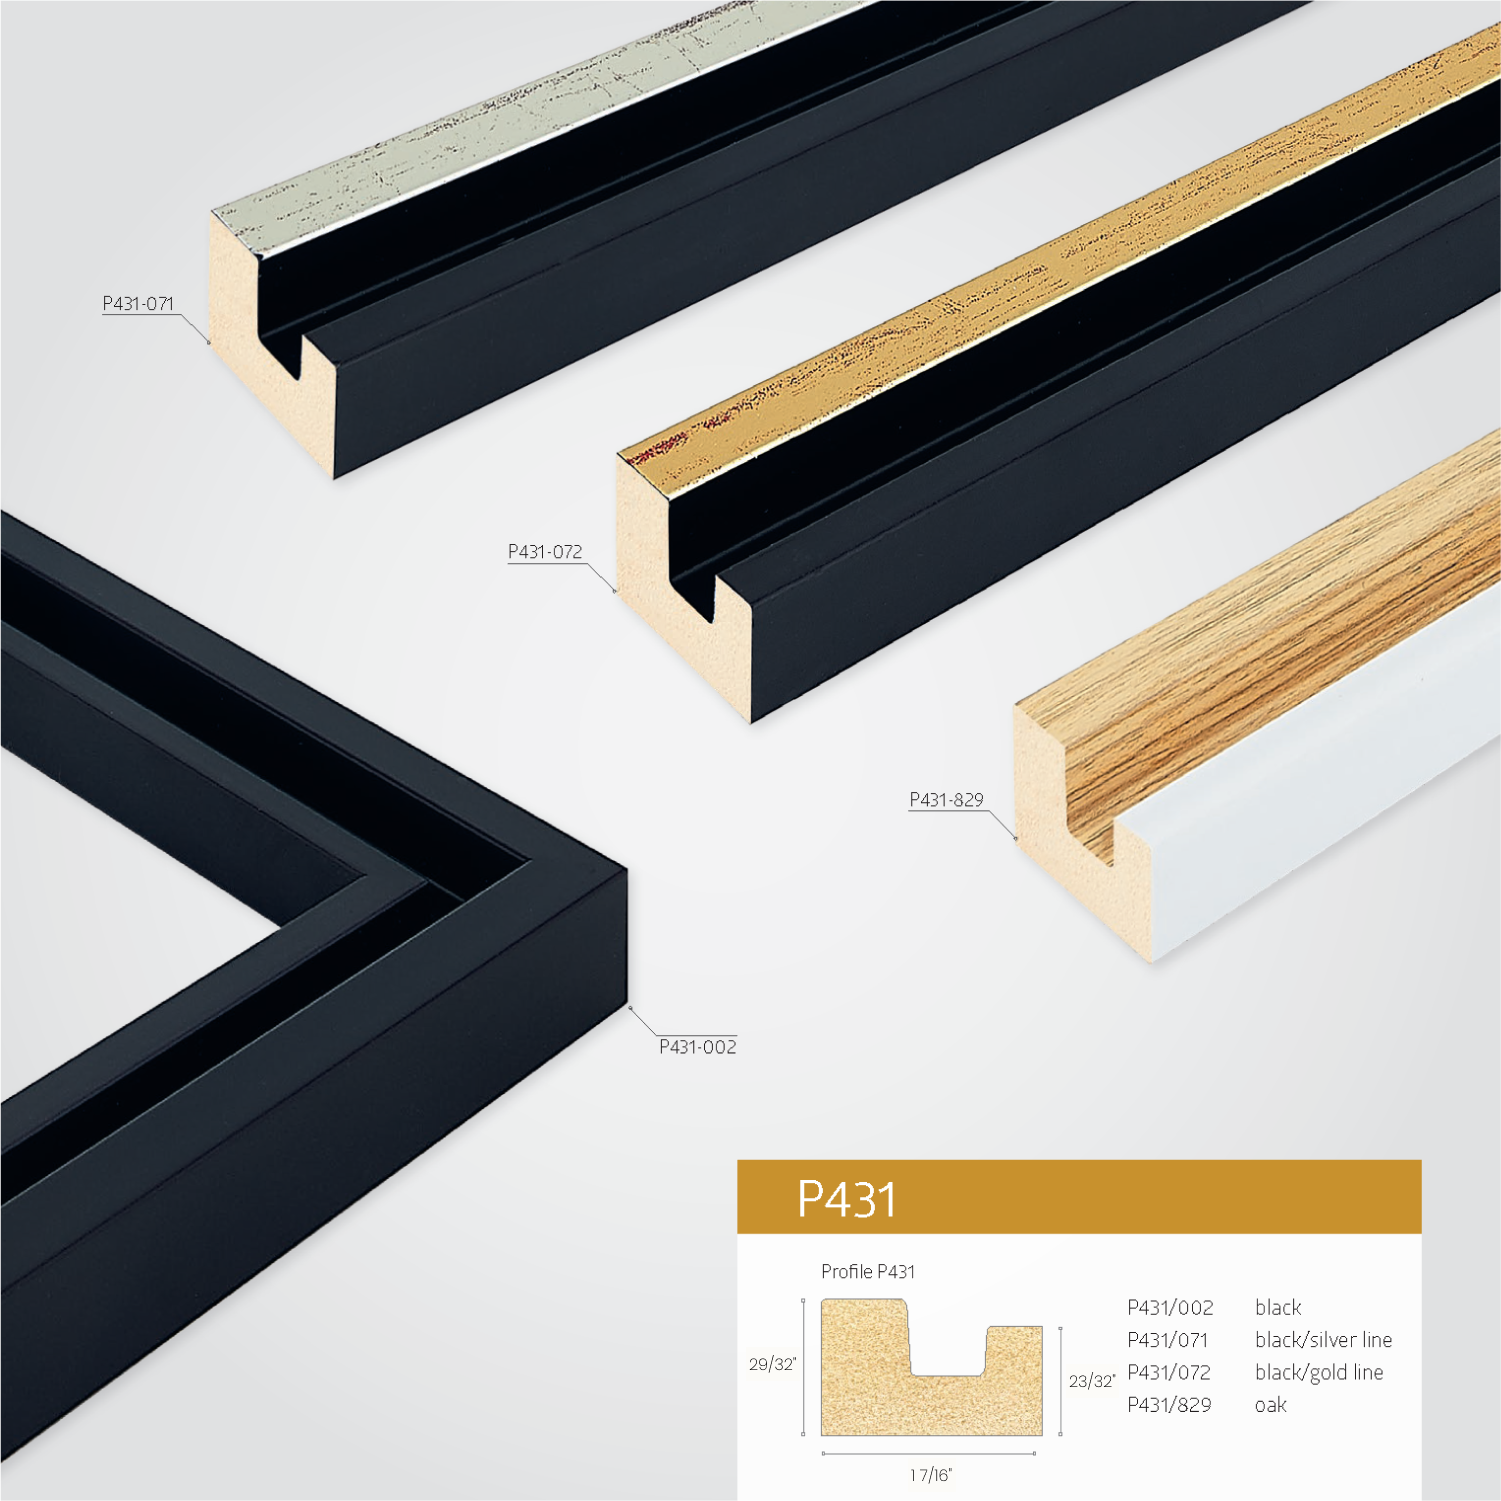 P431-071
P431-072
P431-829
P431-002
P431
Profile P431
29/32"
23/32"
1 7/16"
P431/002 black
P431/071 black/silver line
P431/072 black/gold line
P431/829 oak